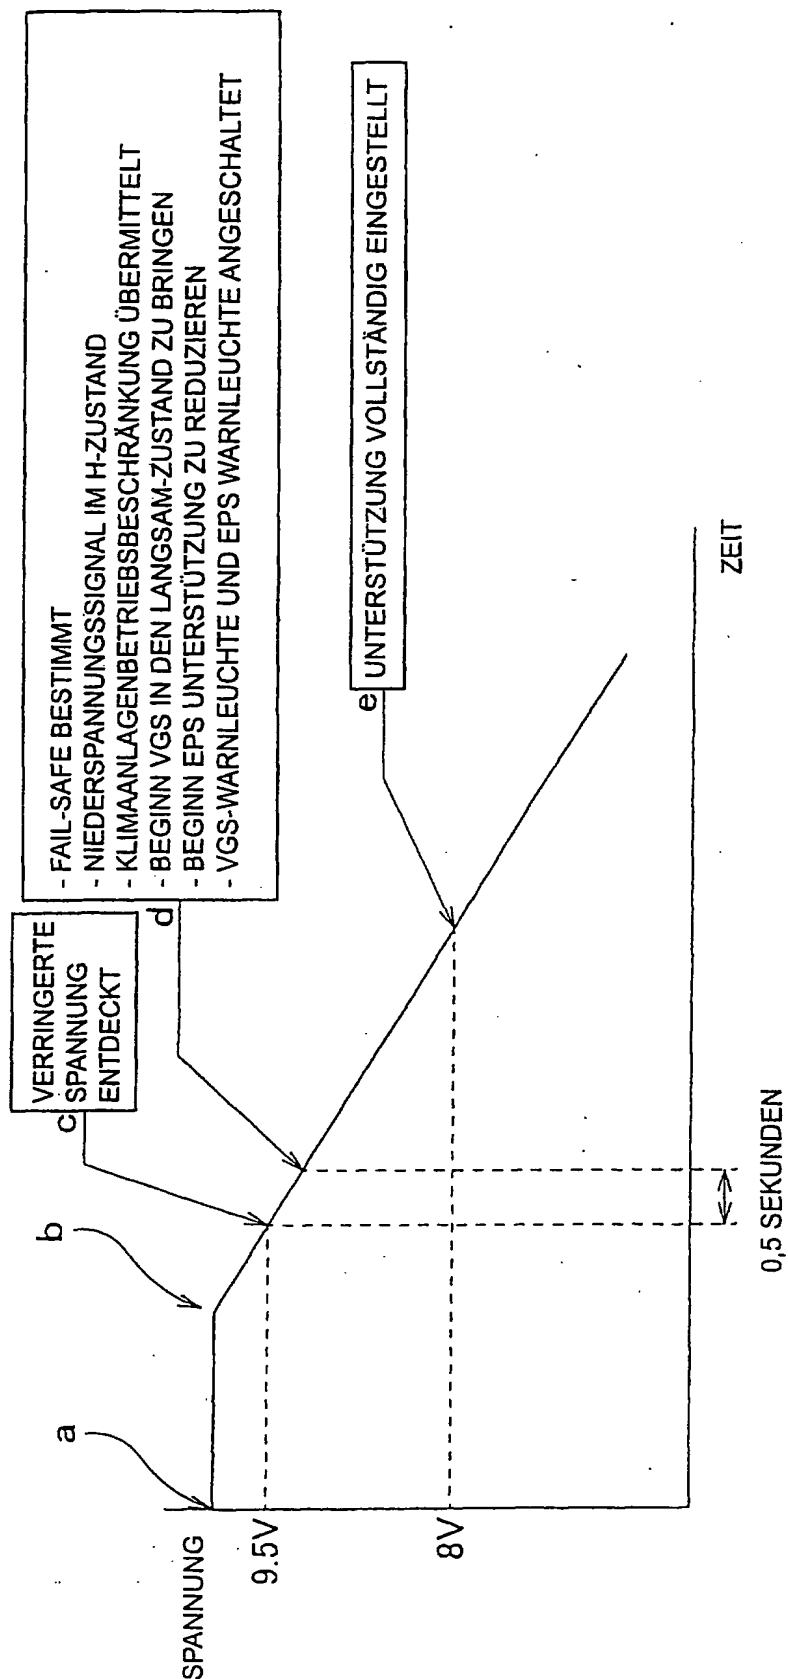 SPANNUNG
9.5V
8V
a
b
c
VERRINGERTE
SPANNUNG
ENTDECKT
d
- FAIL-SAFE BESTIMMT
- NIEDERSPANNUNGSSIGNAL IM H-ZUSTAND
- KLIMAANLAGENBETRIEBSBESCHRÄNKUNG ÜBERMITTELT
- BEGINN VGS IN DEN LANGSAM-ZUSTAND ZU BRINGEN
- BEGINN EPS UNTERSTÜTZUNG ZU REDUZIEREN
- VGS-WARNLEUCHTE UND EPS WARNLEUCHTE ANGESCHALTET
e
UNTERSTÜTZUNG VOLLSTÄNDIG EINGESTELLT
0,5 SEKUNDEN
ZEIT